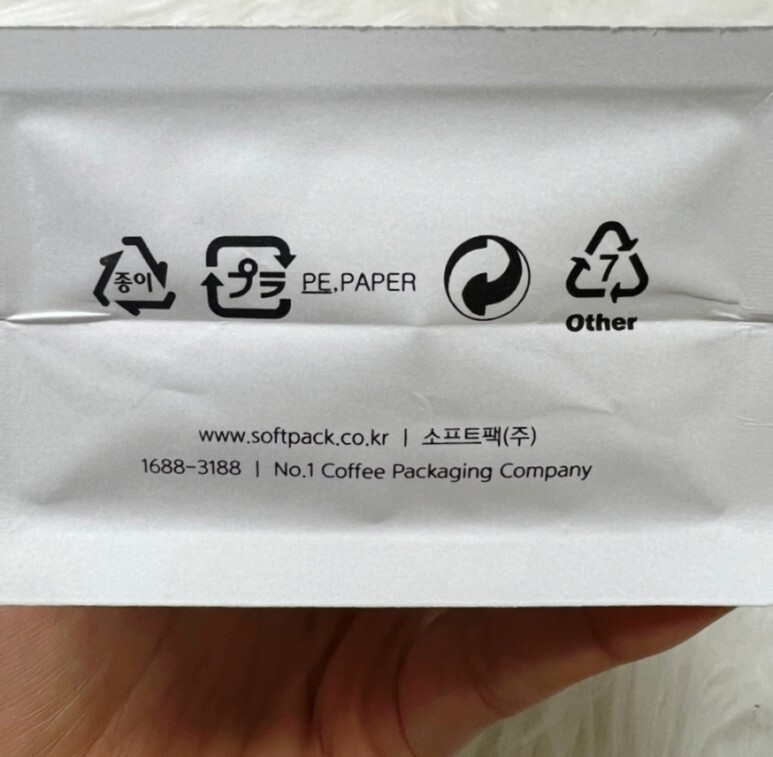 종이 プラ PE,PAPER 7
Other
www.softpack.co.kr | 소프트팩(주)
1688-3188 | No.1 Coffee Packaging Company